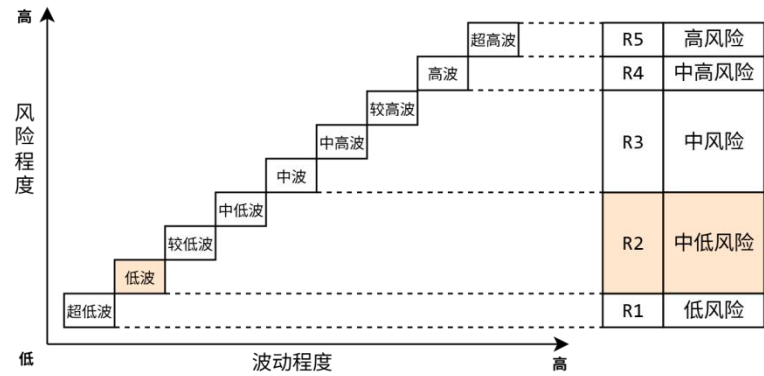 高
超高波
R5 高风险
高波
R4 中高风险
较高波
中高波
R3 中风险
中波
中低波
较低波
R2 中低风险
低波
超低波
R1 低风险
风险程度
低
波动程度
高